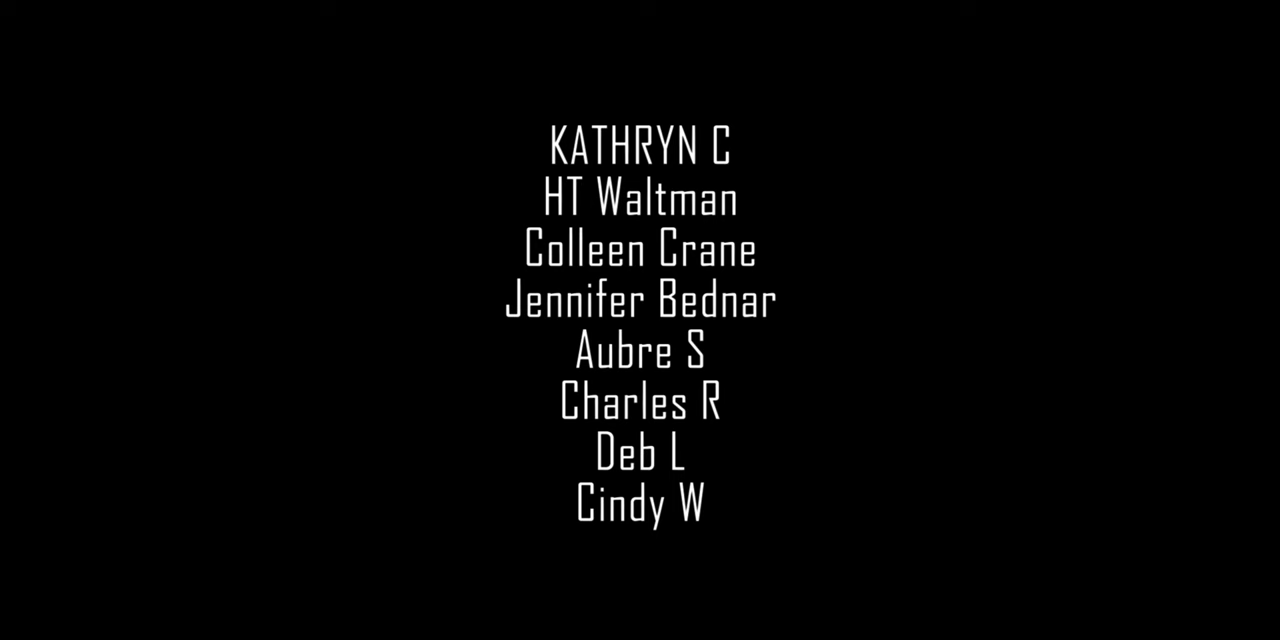 KATHRYN C
HT Waltman
Colleen Crane
Jennifer Bednar
Aubre S
Charles R
Deb L
Cindy W